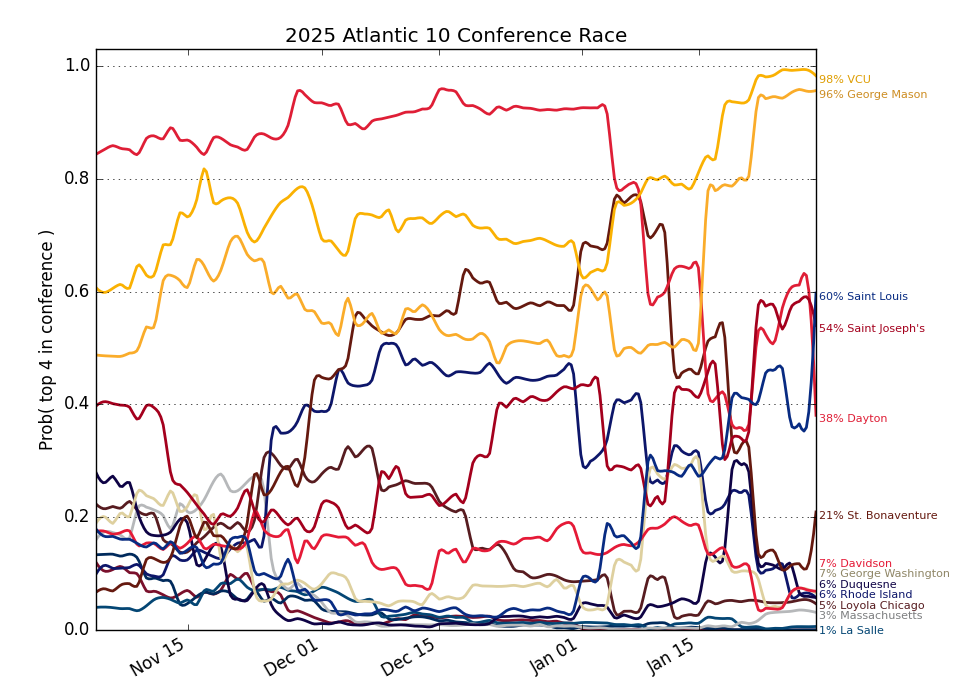 2025 Atlantic 10 Conference Race
Prob( top 4 in conference )
1.0
0.8
0.6
0.4
0.2
0.0
Nov 15
Dec 01
Dec 15
Jan 01
Jan 15
98% VCU
96% George Mason
60% Saint Louis
54% Saint Joseph's
38% Dayton
21% St. Bonaventure
7% Davidson
7% George Washington
6% Duquesne
6% Rhode Island
5% Loyola Chicago
3% Massachusetts
1% La Salle